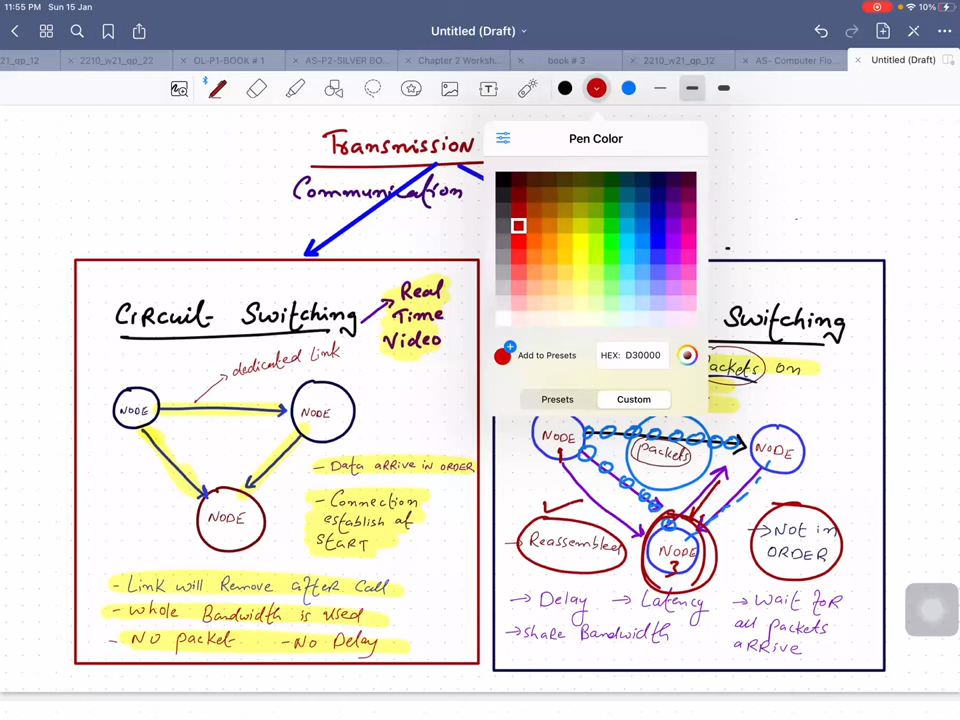 11:55 PM Sun 15 Jan
10%
Untitled (Draft)
21_qp_12
2210_w21_qp_22
OL-P1-BOOK # 1
AS-P2-SILVER BO...
Chapter 2 Worksh...
book # 3
2210_w21_qp_12
AS- Computer Flo...
Untitled (Draft)
Transmission
Communication
Pen Color
Add to Presets
HEX: D30000
Presets
Custom
Circuit Switching
Real
Time
Video
dedicated link
NODE
NODE
NODE
- Data arrive in order
- Connection
establish at
start
- Link will Remove after call
- whole Bandwidth is used
- No packet - No Delay
Switching
ackets on
NODE
packets
NODE
1
NODE
3
→ Reassembled
→ Not in
ORDER
→ Delay → Latency
→ share Bandwidth
→ wait for
all packets
arrive